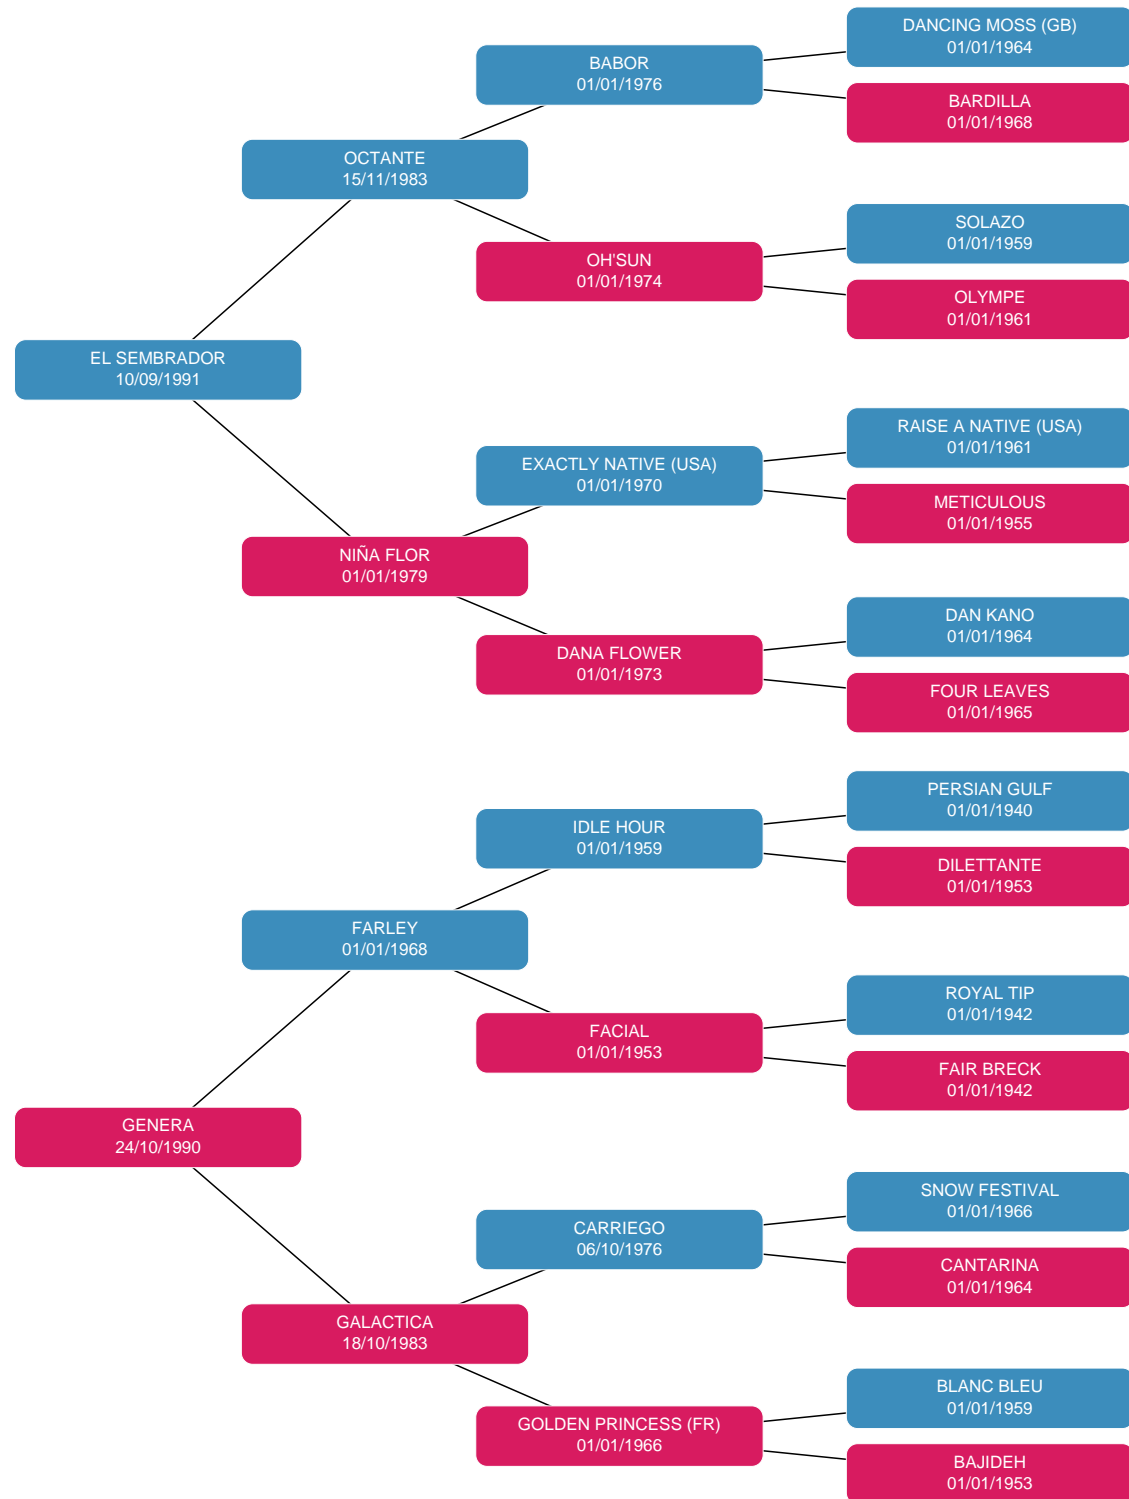 DANCING MOSS (GB)
01/01/1964
BABOR
01/01/1976
BARDILLA
01/01/1968
OCTANTE
15/11/1983
SOLAZO
01/01/1959
OH'SUN
01/01/1974
OLYMPE
01/01/1961
EL SEMBRADOR
10/09/1991
RAISE A NATIVE (USA)
01/01/1961
EXACTLY NATIVE (USA)
01/01/1970
METICULOUS
01/01/1955
NIÑA FLOR
01/01/1979
DAN KANO
01/01/1964
DANA FLOWER
01/01/1973
FOUR LEAVES
01/01/1965
PERSIAN GULF
01/01/1940
IDLE HOUR
01/01/1959
DILETTANTE
01/01/1953
FARLEY
01/01/1968
ROYAL TIP
01/01/1942
FACIAL
01/01/1953
FAIR BRECK
01/01/1942
GENERA
24/10/1990
SNOW FESTIVAL
01/01/1966
CARRIEGO
06/10/1976
CANTARINA
01/01/1964
GALACTICA
18/10/1983
BLANC BLEU
01/01/1959
GOLDEN PRINCESS (FR)
01/01/1966
BAJIDEH
01/01/1953